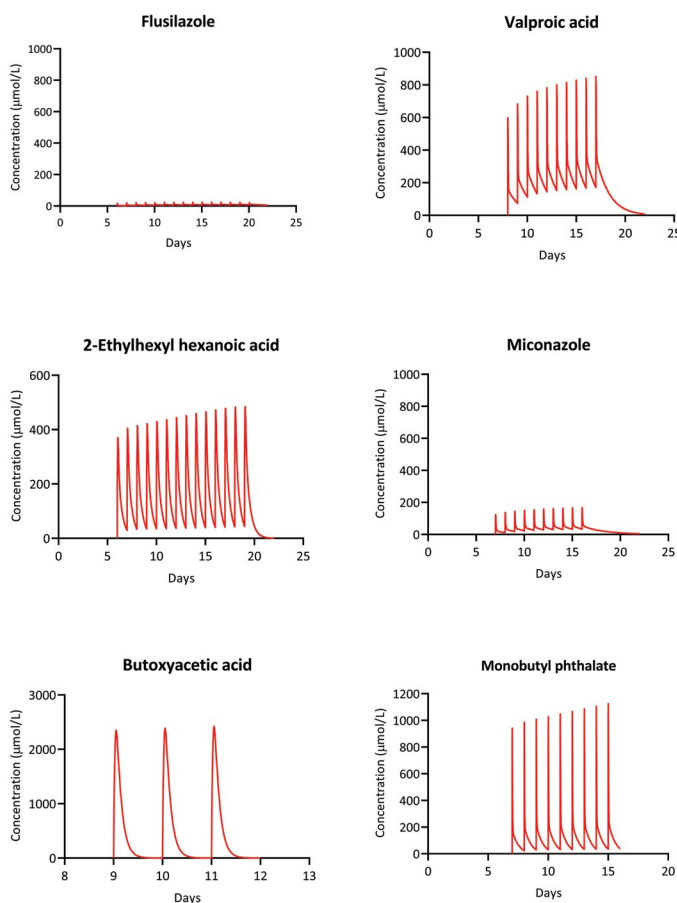 Flusilazole
Concentration (μmol/L)
1000
800
600
400
200
0
0 5 10 15 20 25
Days
Valproic acid
Concentration (μmol/L)
1000
800
600
400
200
0
0 5 10 15 20 25
Days
2-Ethylhexyl hexanoic acid
Concentration (μmol/L)
600
400
200
0
0 5 10 15 20 25
Days
Miconazole
Concentration (μmol/L)
1000
800
600
400
200
0
0 5 10 15 20 25
Days
Butoxyacetic acid
Concentration (μmol/L)
3000
2000
1000
0
8 9 10 11 12 13
Days
Monobutyl phthalate
Concentration (μmol/L)
1200
1000
800
600
400
200
0
0 5 10 15 20
Days